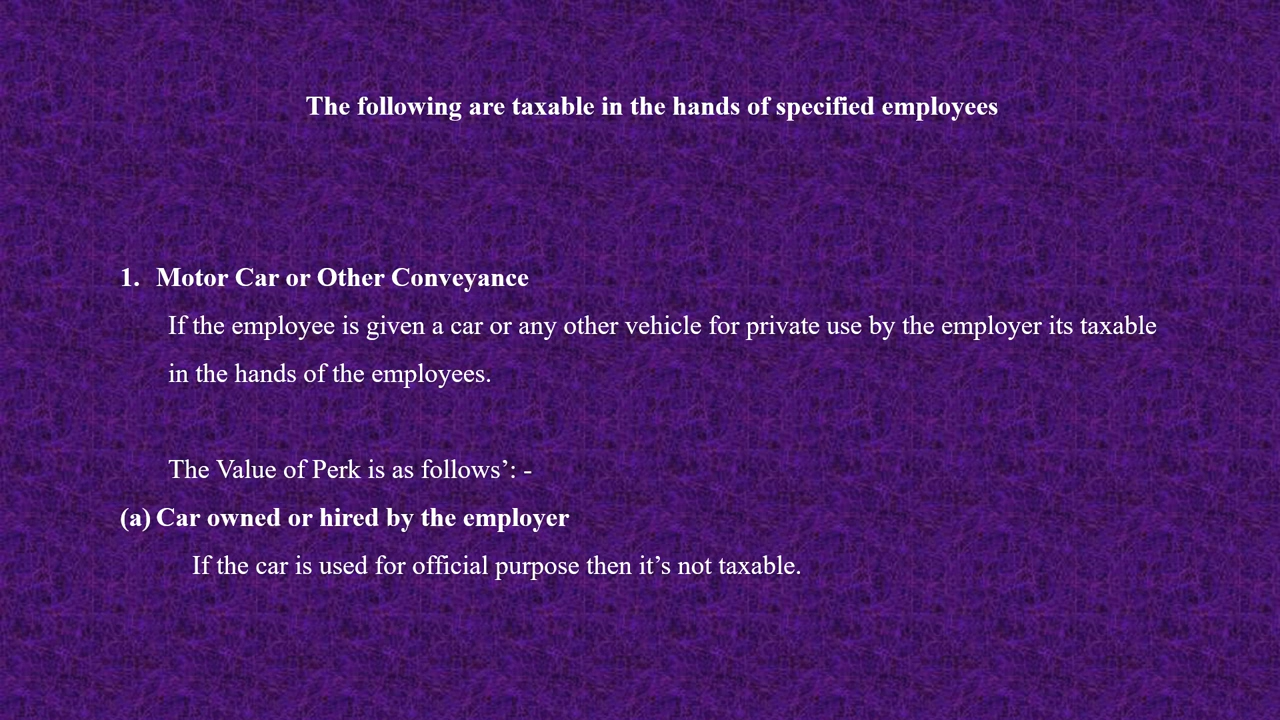 The following are taxable in the hands of specified employees
1. Motor Car or Other Conveyance
If the employee is given a car or any other vehicle for private use by the employer its taxable
in the hands of the employees.
The Value of Perk is as follows’: -
(a) Car owned or hired by the employer
If the car is used for official purpose then it’s not taxable.